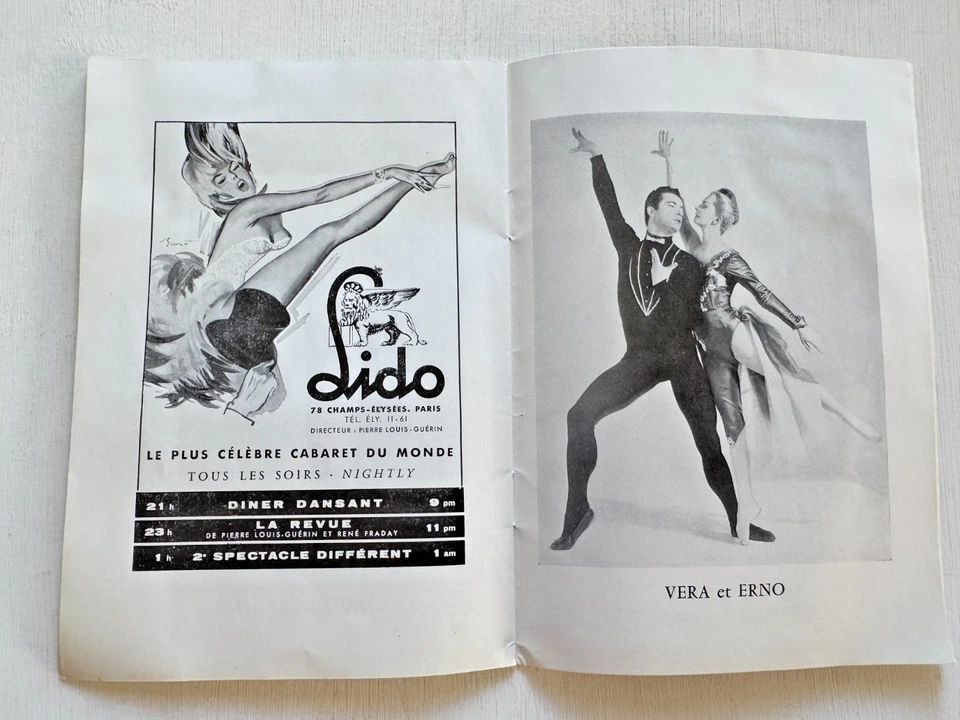 Lido
78 CHAMPS-ÉLYSÉES. PARIS
TÉL. ÉLY. 11-61
DIRECTEUR : PIERRE LOUIS-GUÉRIN
LE PLUS CÉLÈBRE CABARET DU MONDE
TOUS LES SOIRS · NIGHTLY
21 h DINER DANSANT 9 pm
23 h LA REVUE 11 pm
DE PIERRE LOUIS-GUÉRIN ET RENÉ FRADAY
1 h 2e SPECTACLE DIFFÉRENT 1 am
VERA et ERNO